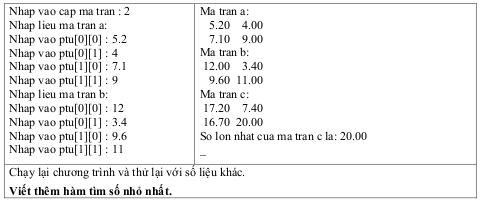 Nhap vao cap ma tran : 2
Nhap lieu ma tran a:
Nhap vao ptu[0][0] : 5.2
Nhap vao ptu[0][1] : 4
Nhap vao ptu[1][0] : 7.1
Nhap vao ptu[1][1] : 9
Nhap lieu ma tran b:
Nhap vao ptu[0][0] : 12
Nhap vao ptu[0][1] : 3.4
Nhap vao ptu[1][0] : 9.6
Nhap vao ptu[1][1] : 11
Ma tran a:
5.20 4.00
7.10 9.00
Ma tran b:
12.00 3.40
9.60 11.00
Ma tran c:
17.20 7.40
16.70 20.00
So lon nhat cua ma tran c la: 20.00
_
Chạy lại chương trình và thử lại với số liệu khác.
Viết thêm hàm tìm số nhỏ nhất.